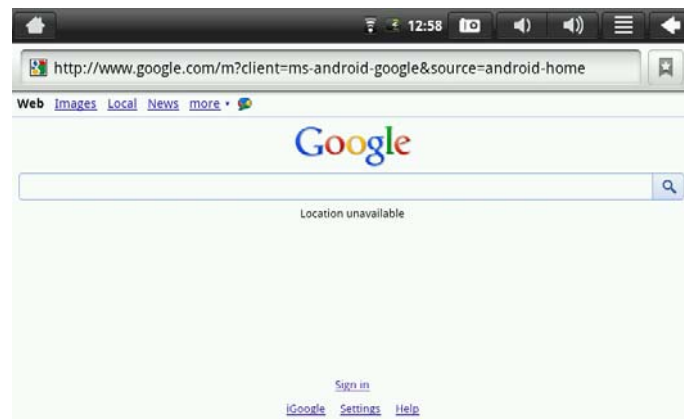 12:58
http://www.google.com/m?client=ms-android-google&source=android-home
Web Images Local News more
Google
Location unavailable
Sign in
iGoogle Settings Help